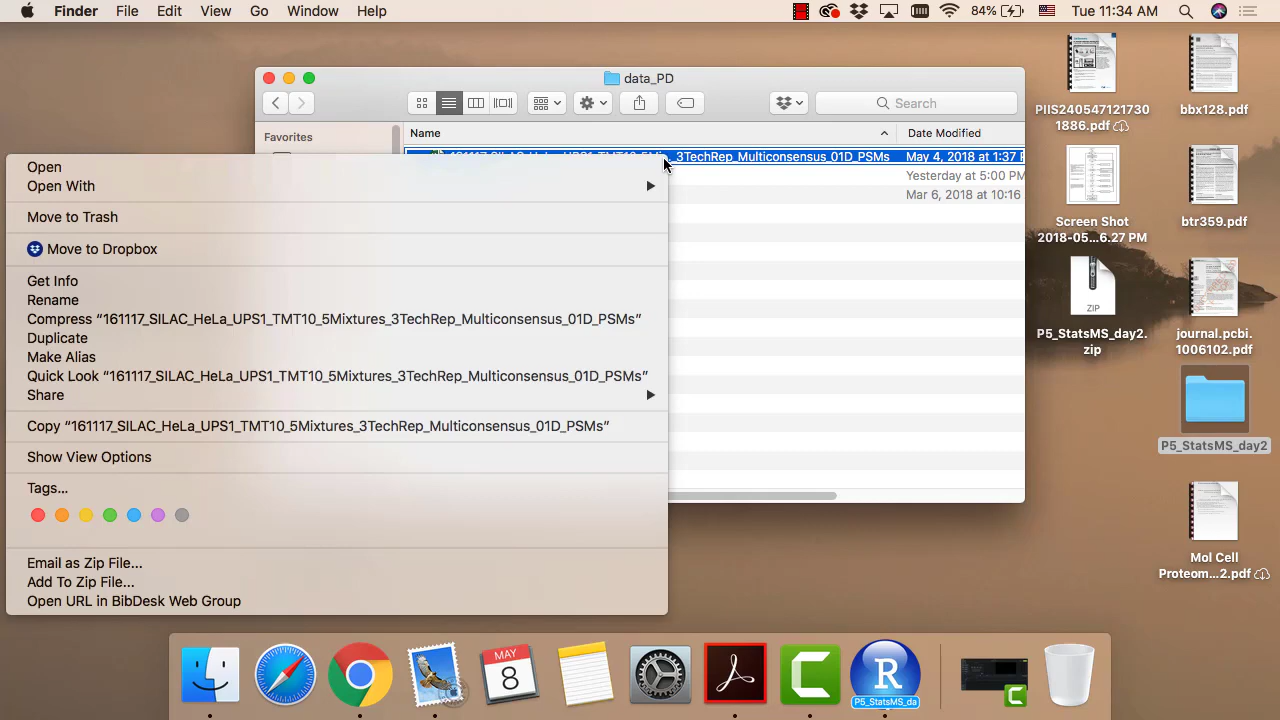 Finder File Edit View Go Window Help 84% Tue 11:34 AM
data_PD
Search
Favorites
Name Date Modified
_3TechRep_Multiconsensus_01D_PSMs May 4, 2018 at 1:37 P
Yesterday at 5:00 PM
Mar 6, 2018 at 10:16
Open
Open With
Move to Trash
Move to Dropbox
Get Info
Rename
Compress “161117_SILAC_HeLa_UPS1_TMT10_5Mixtures_3TechRep_Multiconsensus_01D_PSMs”
Duplicate
Make Alias
Quick Look “161117_SILAC_HeLa_UPS1_TMT10_5Mixtures_3TechRep_Multiconsensus_01D_PSMs”
Share
Copy “161117_SILAC_HeLa_UPS1_TMT10_5Mixtures_3TechRep_Multiconsensus_01D_PSMs”
Show View Options
Tags...
Email as Zip File...
Add To Zip File...
Open URL in BibDesk Web Group
PIIS240547121730
1886.pdf
bbx128.pdf
Screen Shot
2018-05...6.27 PM
btr359.pdf
ZIP
P5_StatsMS_day2.
zip
journal.pcbi.
1006102.pdf
P5_StatsMS_day2
Mol Cell
Proteom...2.pdf
MAY
8
C
R
P5_StatsMS_da
C